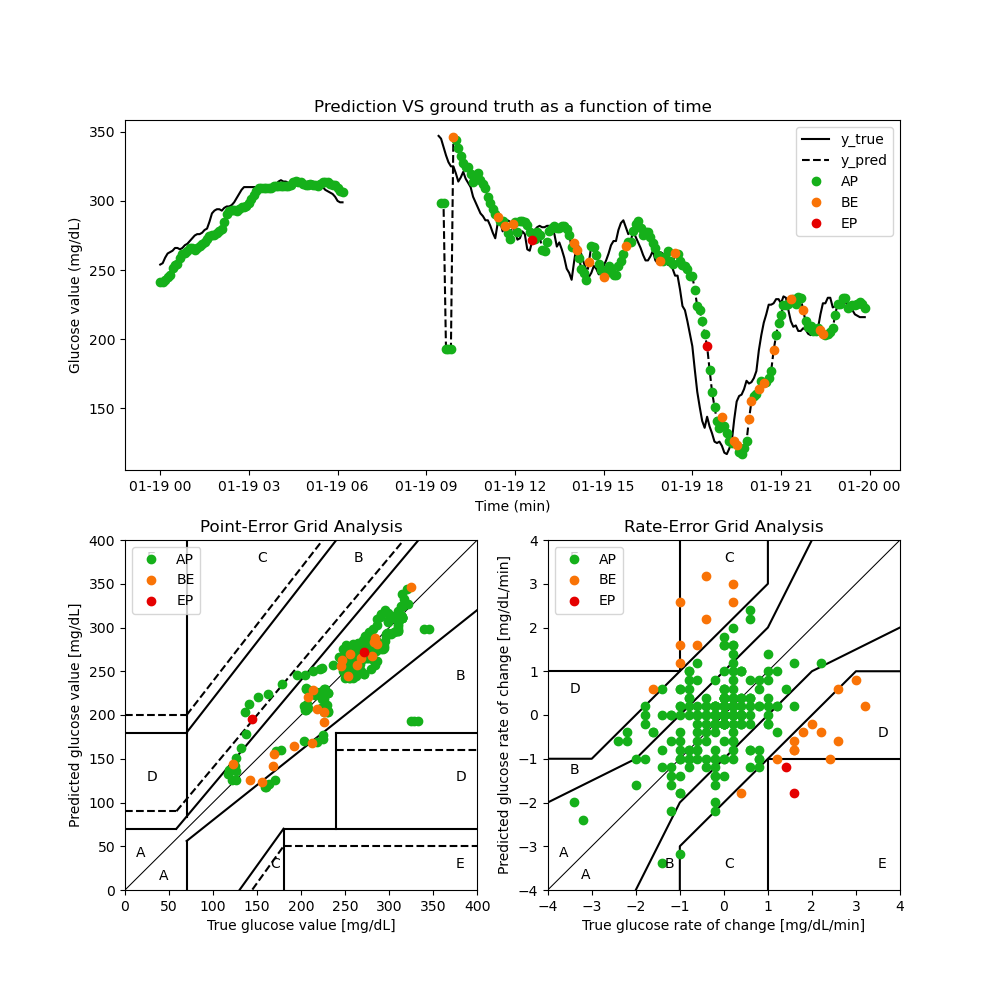 Prediction VS ground truth as a function of time
Glucose value (mg/dL)
350
300
250
200
150
y_true
y_pred
AP
BE
EP
01-19 00 01-19 03 01-19 06 01-19 09 01-19 12 01-19 15 01-19 18 01-19 21 01-20 00
Time (min)
Point-Error Grid Analysis
Predicted glucose value [mg/dL]
400
350
300
250
200
150
100
50
0
AP
BE
EP
C B
B
D D
A
A C E
0 50 100 150 200 250 300 350 400
True glucose value [mg/dL]
Rate-Error Grid Analysis
Predicted glucose rate of change [mg/dL/min]
4
3
2
1
0
−1
−2
−3
−4
AP
BE
EP
C
D
D
B
A
A B C E
−4 −3 −2 −1 0 1 2 3 4
True glucose rate of change [mg/dL/min]